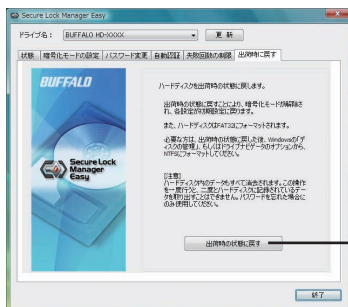 Secure Lock Manager Easy
ドライブ名： BUFFALO HD-XXXX 更 新
状態 暗号化モードの設定 パスワード変更 自動認証 失敗回数の制限 出荷時に戻す
BUFFALO
Secure Lock
Manager
Easy
ハードディスクを出荷時の状態に戻します。
出荷時の状態に戻すことにより、暗号化モードが解除さ
れ、各設定が初期設定に戻ります。
また、ハードディスクはFAT32にフォーマットされます。
必要な方は、出荷時の状態に戻した後、Windowsの「デ
ィスクの管理」、もしくはドライブナビゲータのオプションから、
NTFSにフォーマットしてください。
[注意]
ハードディスク内のデータもすべて消去されます。この操作
を一度行うと、二度とハードディスクに記録されているデー
タを取り出すことはできません。パスワードを忘れた場合に
のみ使用してください。
出荷時の状態に戻す
終了